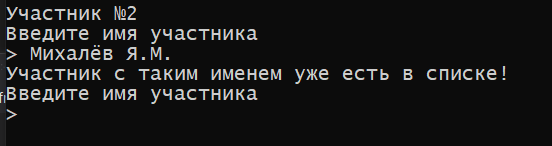 Участник №2
Введите имя участника
> Михалёв Я.М.
Участник с таким именем уже есть в списке!
Введите имя участника
>